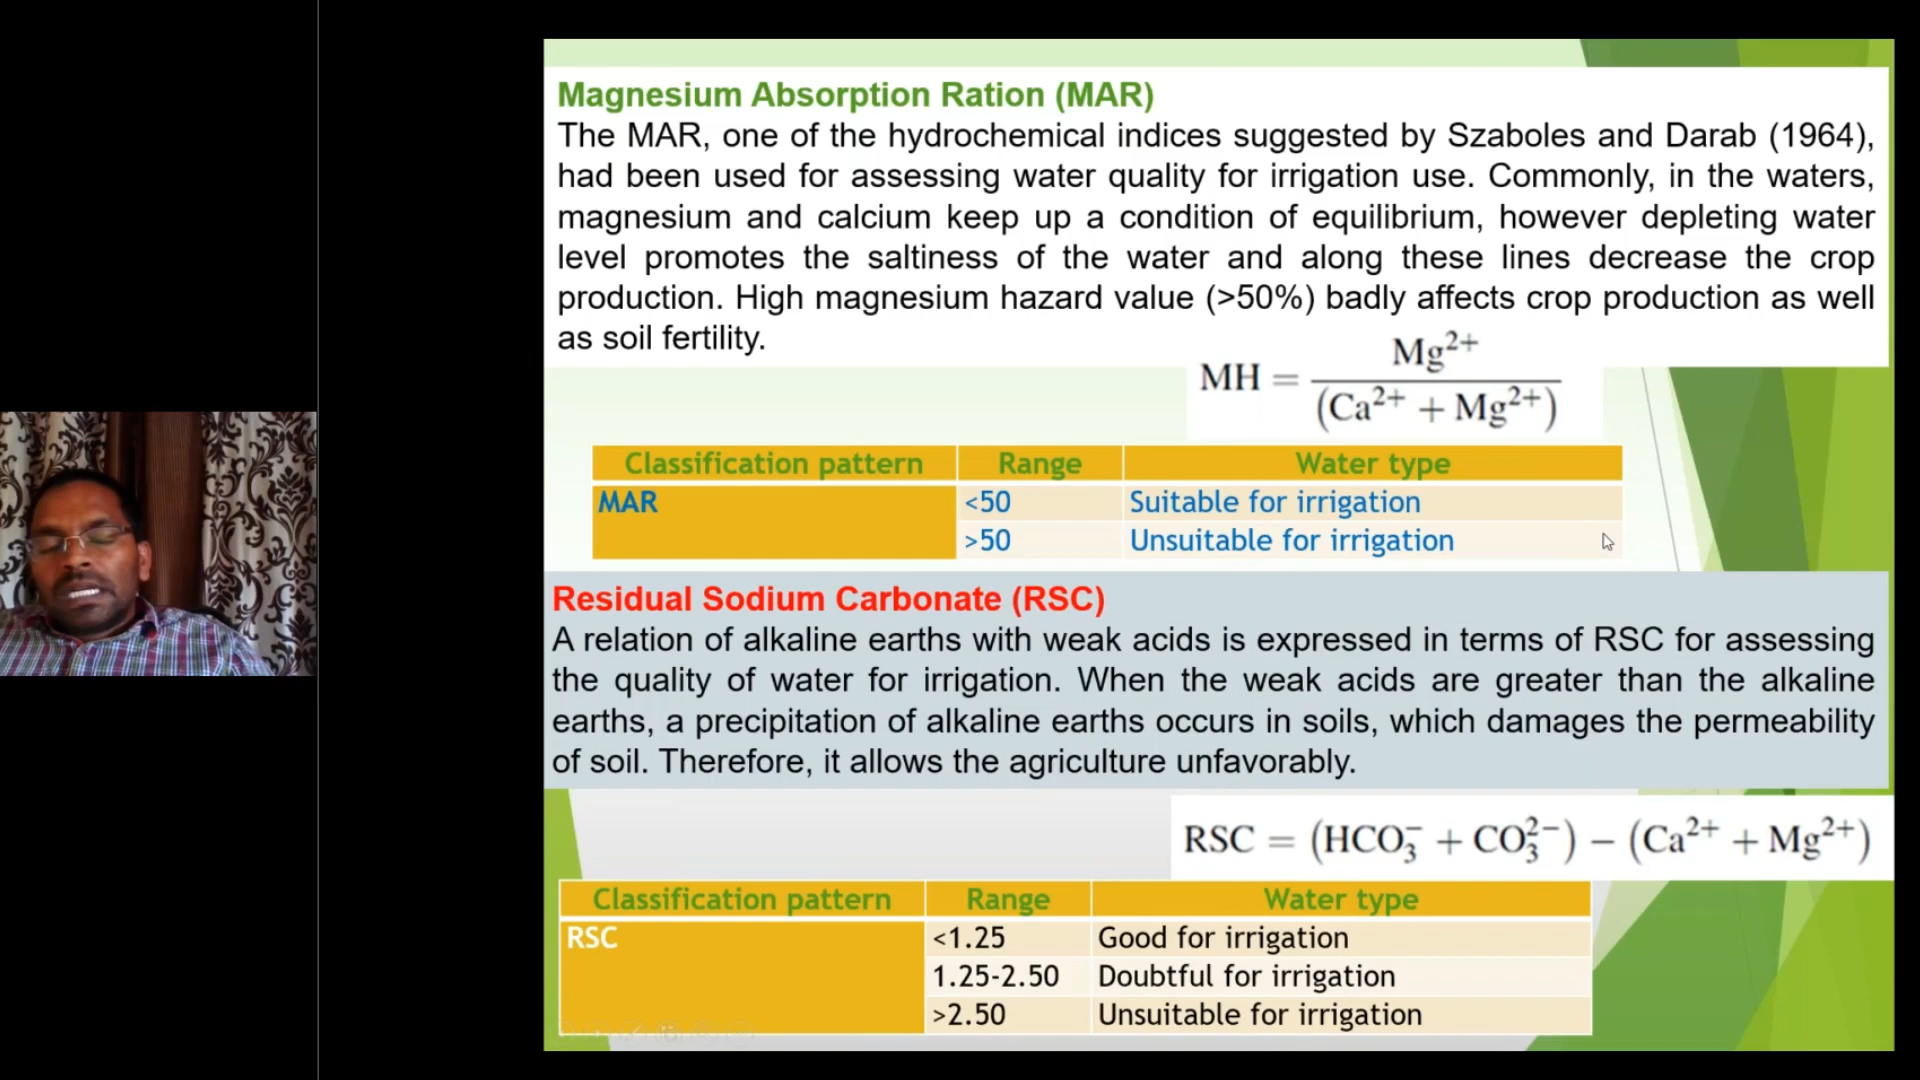 Magnesium Absorption Ration (MAR)
The MAR, one of the hydrochemical indices suggested by Szaboles and Darab (1964),
had been used for assessing water quality for irrigation use. Commonly, in the waters,
magnesium and calcium keep up a condition of equilibrium, however depleting water
level promotes the saltiness of the water and along these lines decrease the crop
production. High magnesium hazard value (>50%) badly affects crop production as well
as soil fertility.
MH = Mg²⁺ / (Ca²⁺ + Mg²⁺)
Classification pattern Range Water type
MAR <50 Suitable for irrigation
>50 Unsuitable for irrigation
Residual Sodium Carbonate (RSC)
A relation of alkaline earths with weak acids is expressed in terms of RSC for assessing
the quality of water for irrigation. When the weak acids are greater than the alkaline
earths, a precipitation of alkaline earths occurs in soils, which damages the permeability
of soil. Therefore, it allows the agriculture unfavorably.
RSC = (HCO₃⁻ + CO₃²⁻) − (Ca²⁺ + Mg²⁺)
Classification pattern Range Water type
RSC <1.25 Good for irrigation
1.25-2.50 Doubtful for irrigation
>2.50 Unsuitable for irrigation